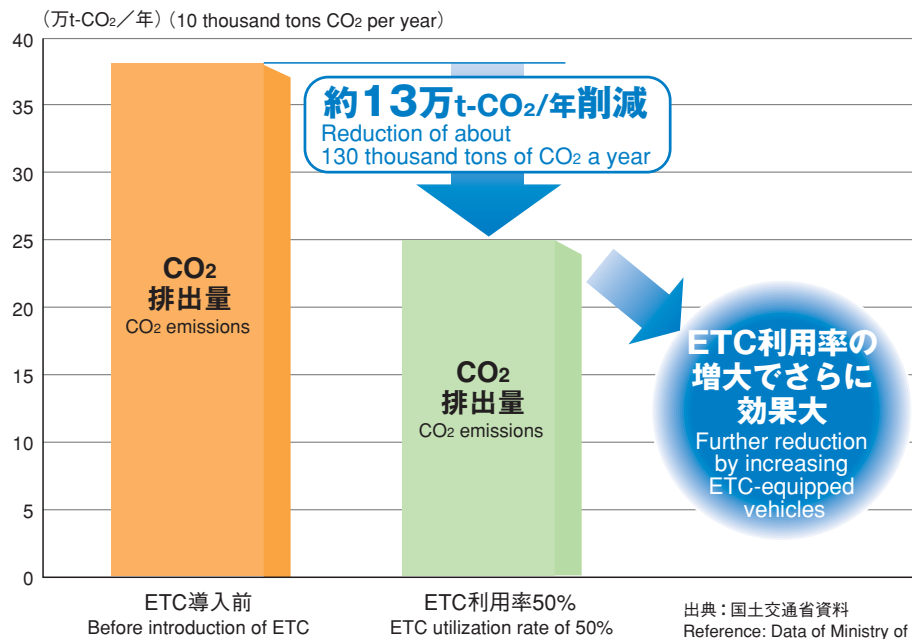 (万t-CO₂／年) (10 thousand tons CO₂ per year)
40
35
30
25
20
15
10
5
0
約13万t-CO₂/年削減
Reduction of about
130 thousand tons of CO₂ a year
CO₂
排出量
CO₂ emissions
CO₂
排出量
CO₂ emissions
ETC利用率の
増大でさらに
効果大
Further reduction
by increasing
ETC-equipped
vehicles
ETC導入前
Before introduction of ETC
ETC利用率50%
ETC utilization rate of 50%
出典：国土交通省資料
Reference: Data of Ministry of